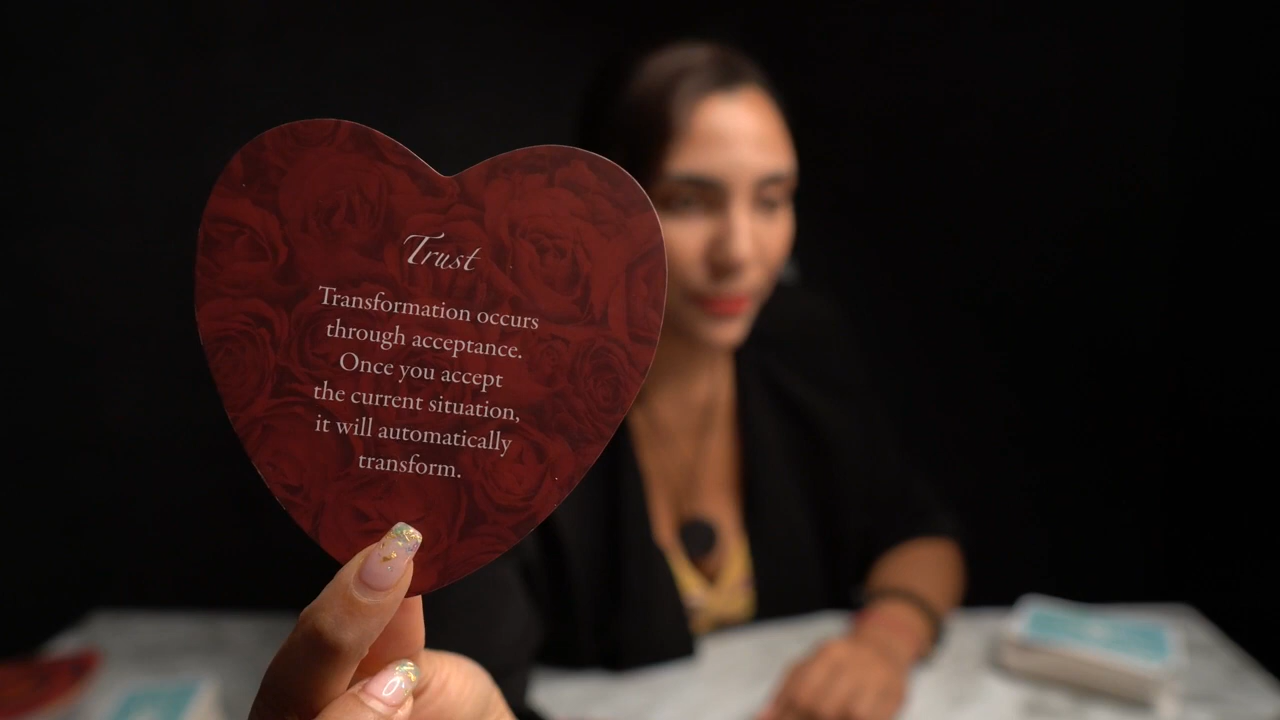 Trust
Transformation occurs
through acceptance.
Once you accept
the current situation,
it will automatically
transform.